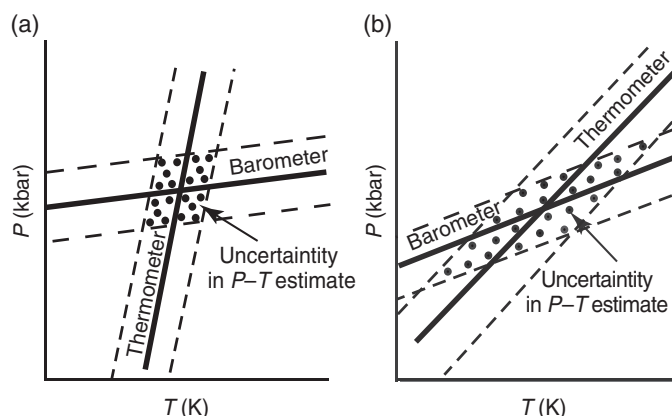 (a)
P (kbar)
Barometer
Thermometer
Uncertaintity
in P–T estimate
T (K)
(b)
P (kbar)
Thermometer
Barometer
Uncertaintity
in P–T estimate
T (K)